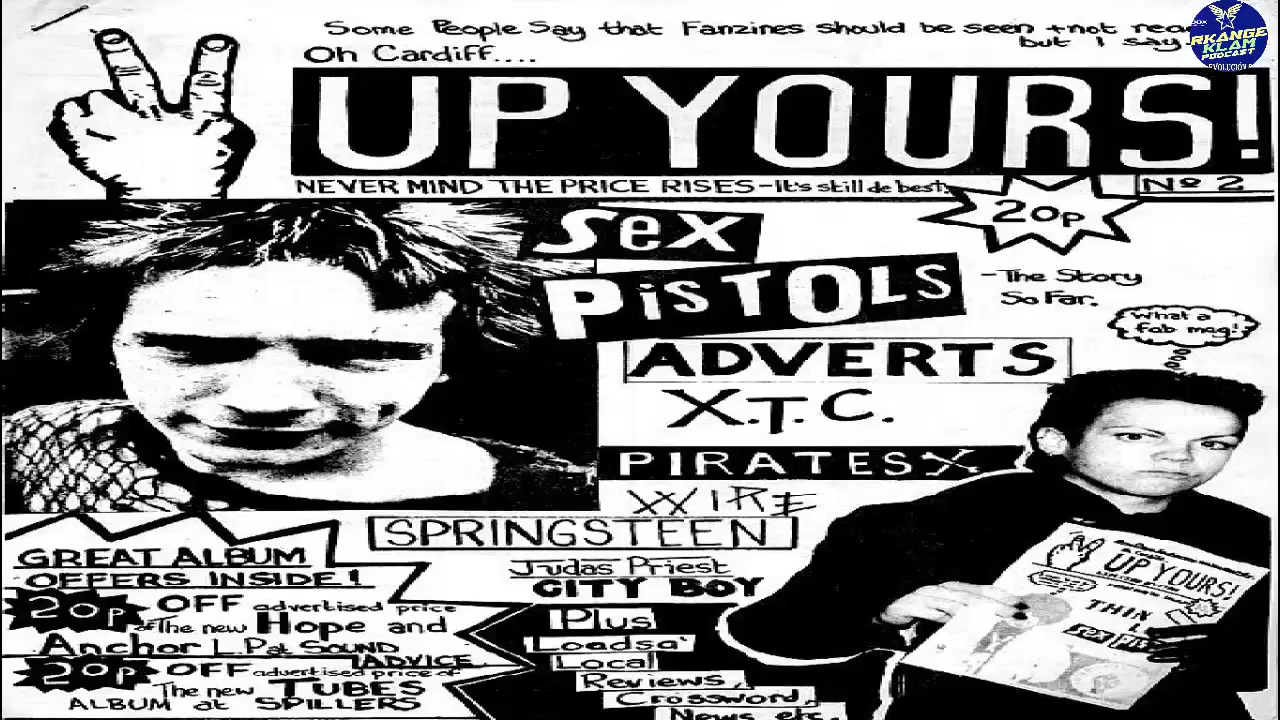 Some People Say that Fanzines should be seen + not
but I say
Oh Cardiff....
RKANGE
KLAM
PODCAST
UP YOURS!
NEVER MIND THE PRICE RISES-It's still de best.
Nº 2
20p
Sex
PiSTOLS
-The Story
So Far.
What a
fab mag!
ADVERTS
X.T.C.
PIRATES X
WIRE
SPRINGSTEEN
Judas Priest
CITY BOY
GREAT ALBUM
OFFERS INSIDE!
20p OFF advertised price
of The new Hope and
Anchor L.P at SOUND
ADVICE
20p OFF advertised price of
The new TUBES
ALBUM at SPILLERS
Plus
Loadsa'
Local
Reviews,
Crossword,
News etc.
UP YOURS!
THIN